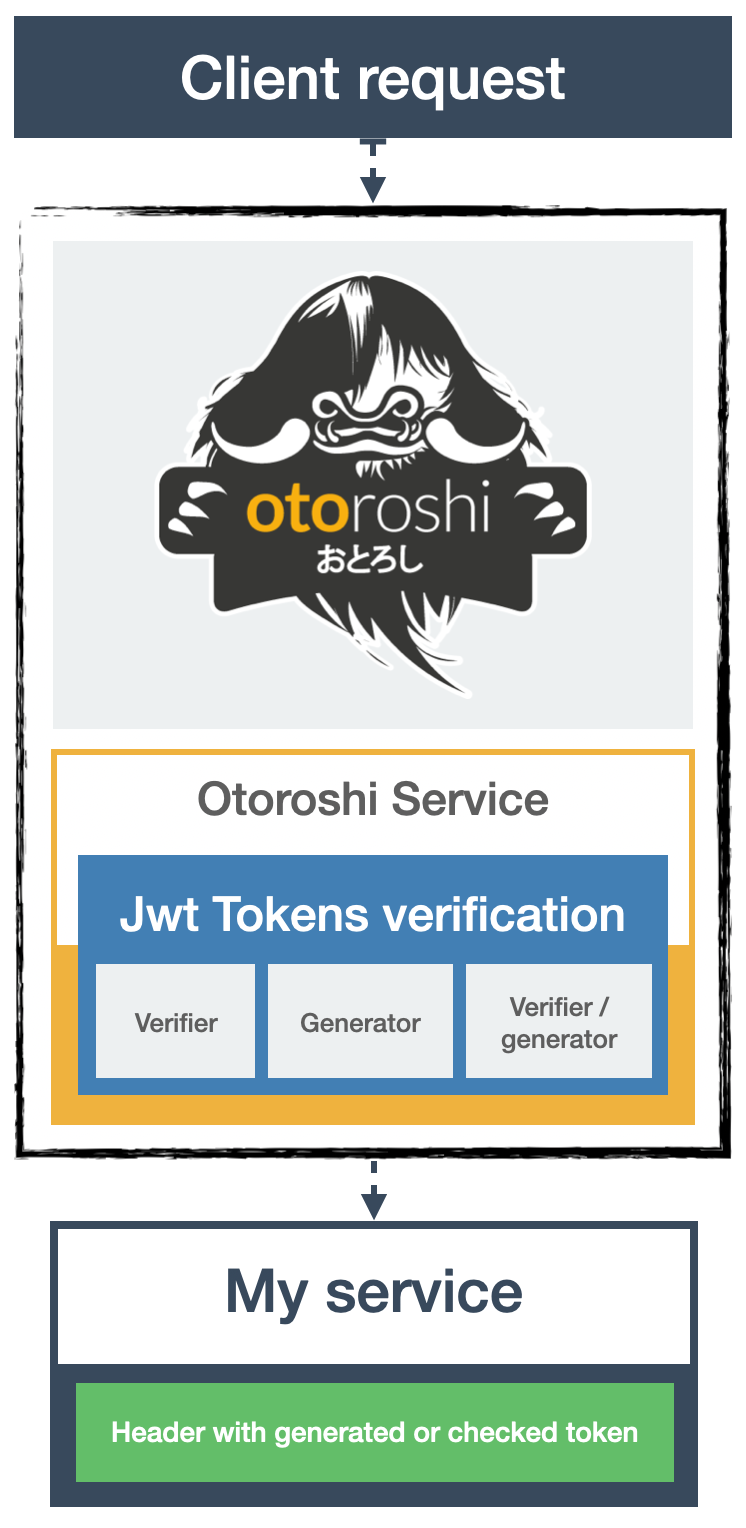 Client request
otoroshi
おとろし
Otoroshi Service
Jwt Tokens verification
Verifier
Generator
Verifier /
generator
My service
Header with generated or checked token